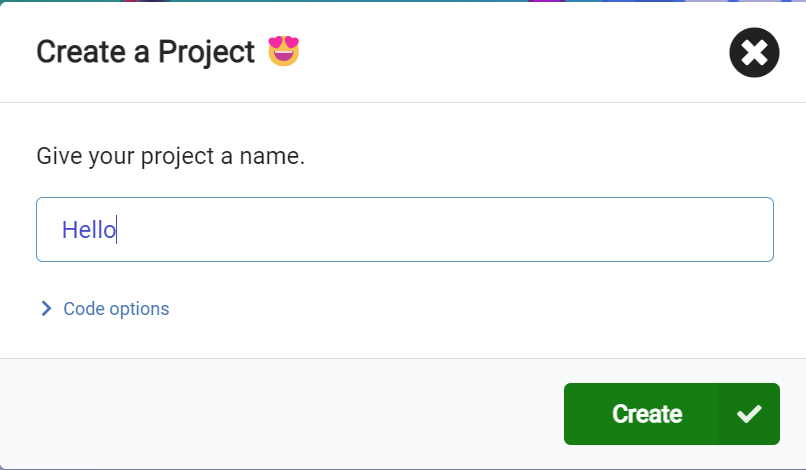 Create a Project 😍
Give your project a name.
Hello
Code options
Create